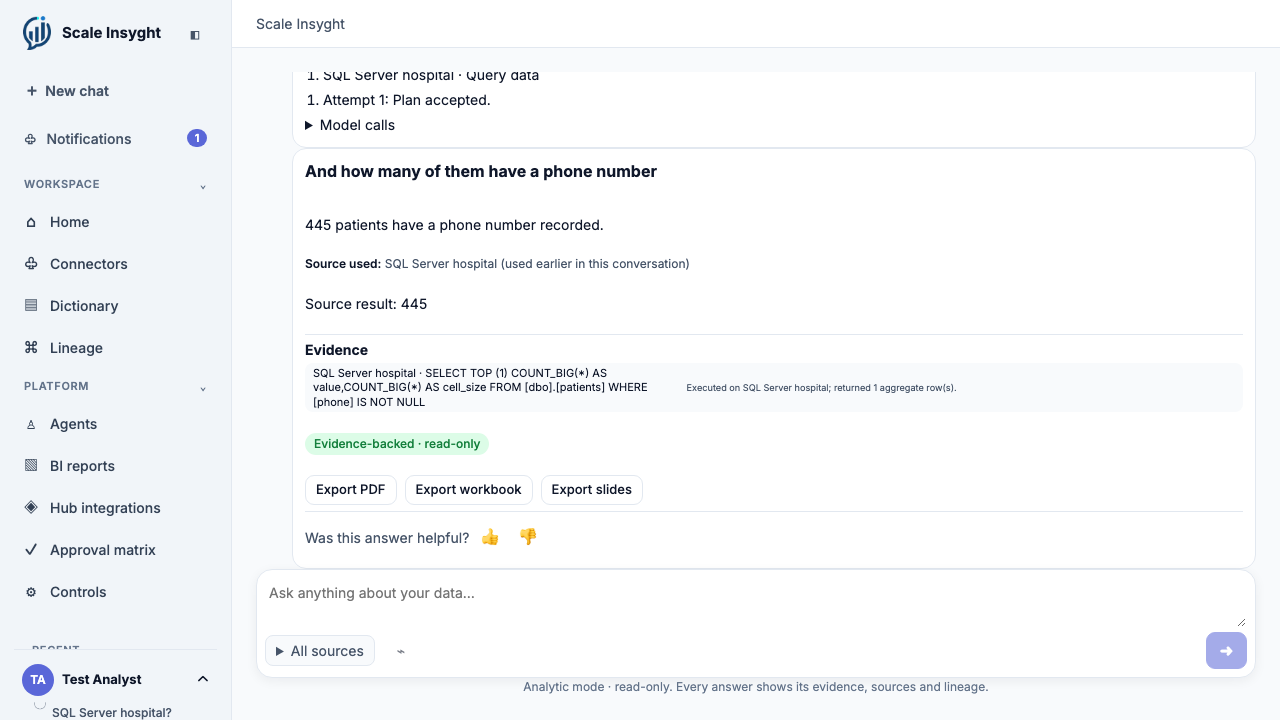 Scale Insyght
New chat
Notifications
1
WORKSPACE
Home
Connectors
Dictionary
Lineage
PLATFORM
Agents
BI reports
Hub integrations
Approval matrix
Controls
RECENT
TA
Test Analyst
SQL Server hospital?
Scale Insyght
1. SQL Server hospital · Query data
1. Attempt 1: Plan accepted.
Model calls
And how many of them have a phone number
445 patients have a phone number recorded.
Source used: SQL Server hospital (used earlier in this conversation)
Source result: 445
Evidence
SQL Server hospital · SELECT TOP (1) COUNT_BIG(*) AS
value,COUNT_BIG(*) AS cell_size FROM [dbo].[patients] WHERE
[phone] IS NOT NULL
Executed on SQL Server hospital; returned 1 aggregate row(s).
Evidence-backed · read-only
Export PDF
Export workbook
Export slides
Was this answer helpful?
Ask anything about your data...
All sources
Analytic mode · read-only. Every answer shows its evidence, sources and lineage.